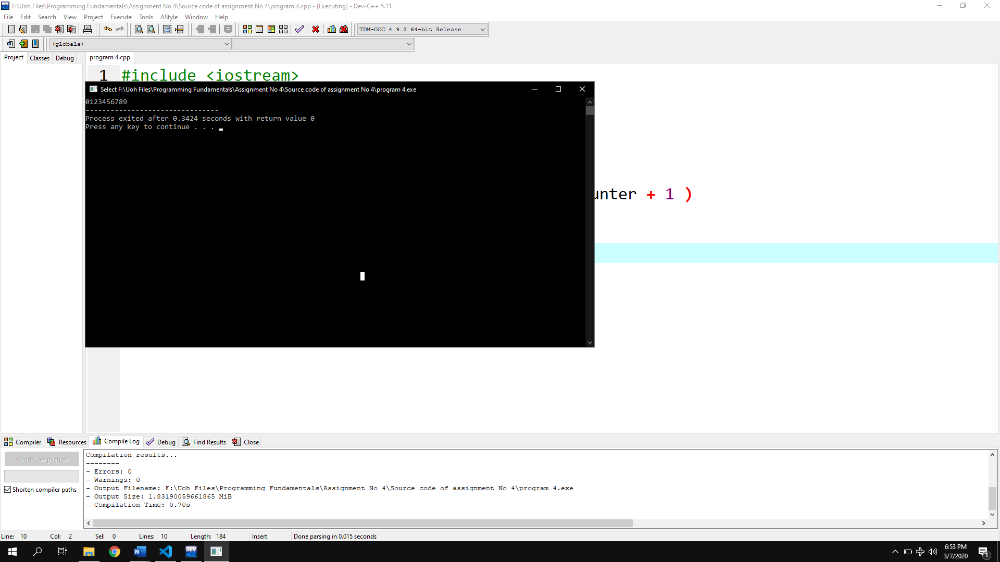 F:\Uoh Files\Programming Fundamentals\Assignment No 4\Source code of assignment No 4\program 4.cpp - [Executing] - Dev-C++ 5.11
File Edit Search View Project Execute Tools AStyle Window Help
TDM-GCC 4.9.2 64-bit Release
(globals)
Project Classes Debug
program 4.cpp
1 #include <iostream>
Select F:\Uoh Files\Programming Fundamentals\Assignment No 4\Source code of assignment No 4\program 4.exe
0123456789
--------------------------------
Process exited after 0.3424 seconds with return value 0
Press any key to continue . . .
unter + 1 )
Compiler Resources Compile Log Debug Find Results Close
Abort Compilation
Shorten compiler paths
Compilation results...
--------
- Errors: 0
- Warnings: 0
- Output Filename: F:\Uoh Files\Programming Fundamentals\Assignment No 4\Source code of assignment No 4\program 4.exe
- Output Size: 1.83190059661865 MiB
- Compilation Time: 0.70s
Line: 10 Col: 2 Sel: 0 Lines: 10 Length: 184 Insert Done parsing in 0.015 seconds
DEV
6:53 PM
3/7/2020
1